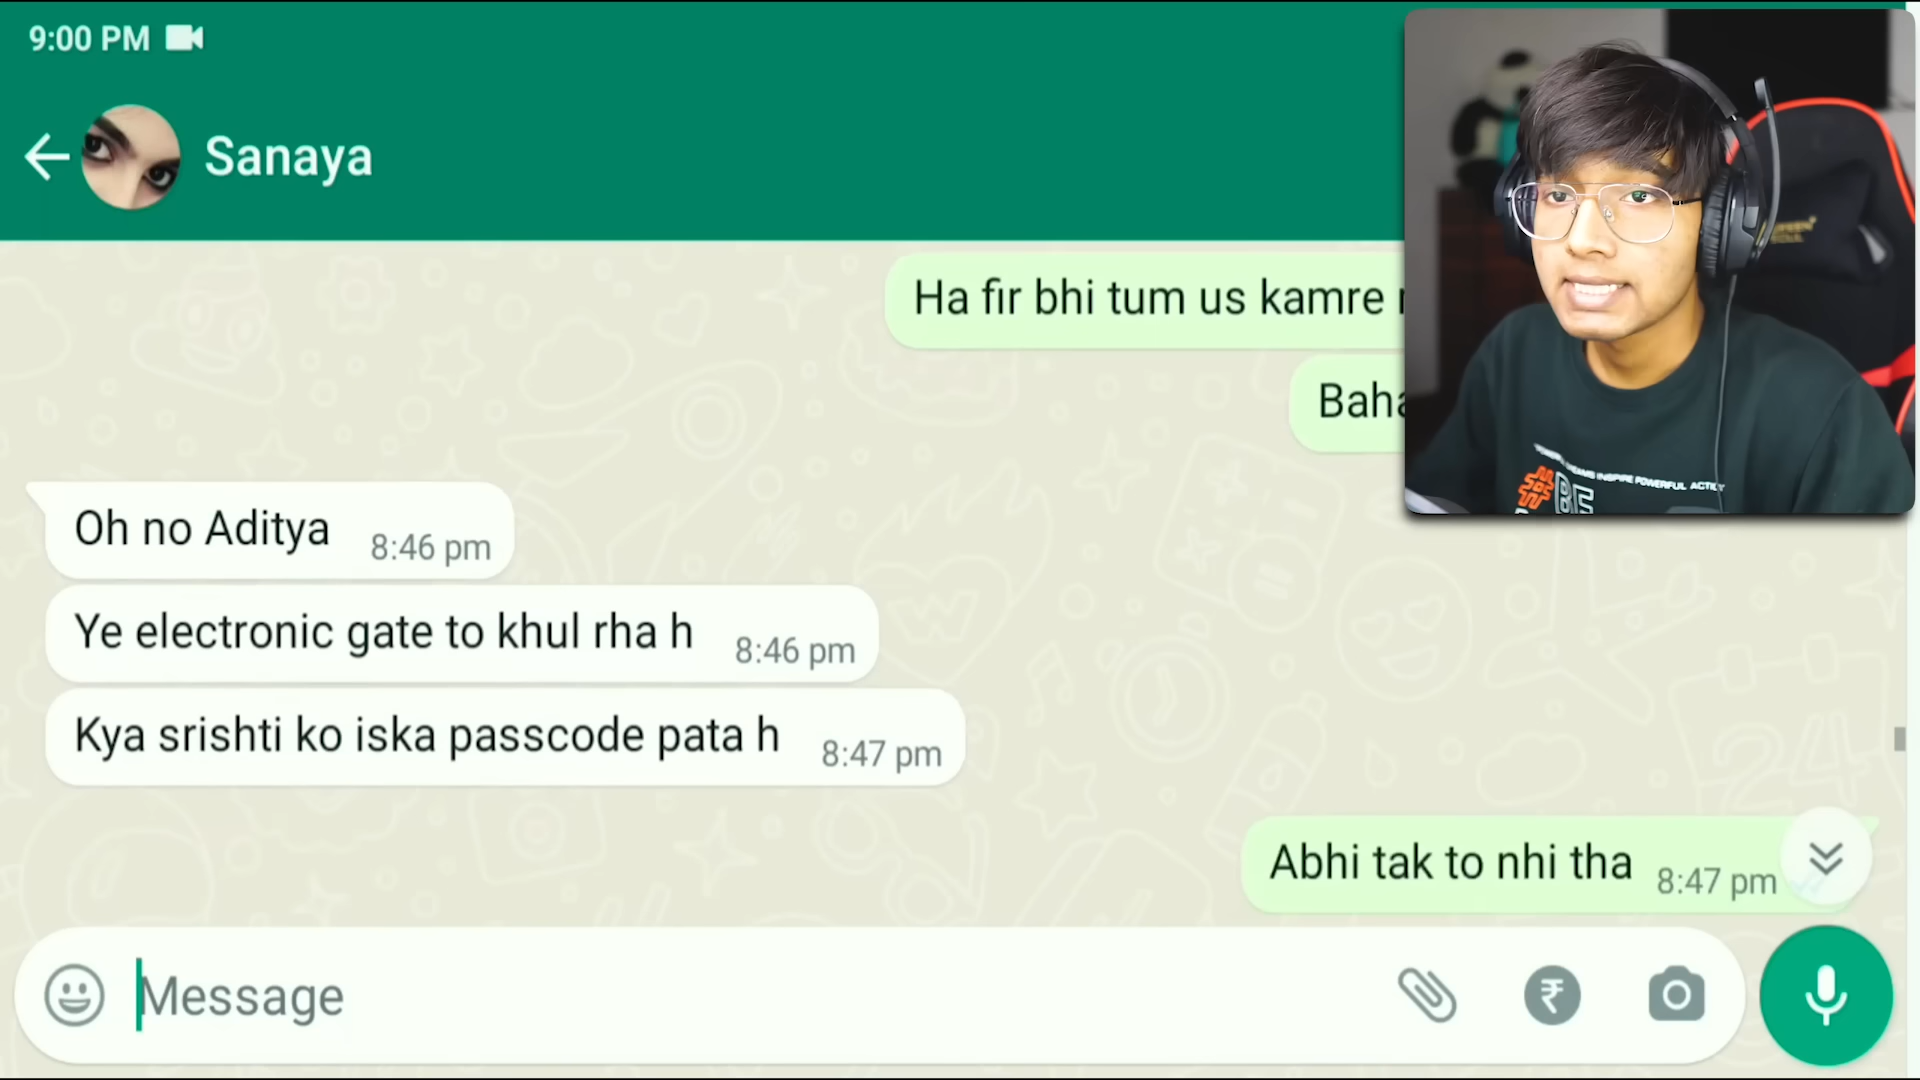 9:00 PM
Sanaya
Ha fir bhi tum us kamre
Oh no Aditya 8:46 pm
Ye electronic gate to khul rha h 8:46 pm
Kya srishti ko iska passcode pata h 8:47 pm
Abhi tak to nhi tha 8:47 pm
Message
INSPIRE POWERFUL